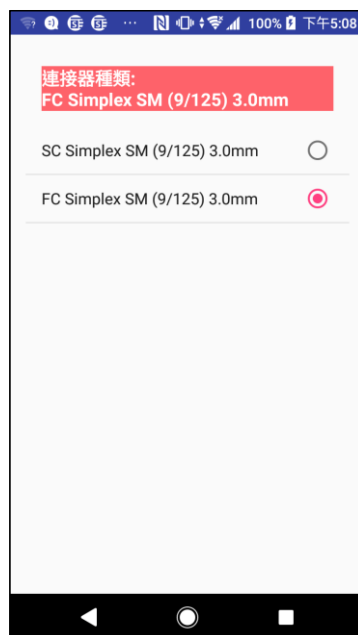 100% 下午5:08
連接器種類:
FC Simplex SM (9/125) 3.0mm
SC Simplex SM (9/125) 3.0mm
FC Simplex SM (9/125) 3.0mm